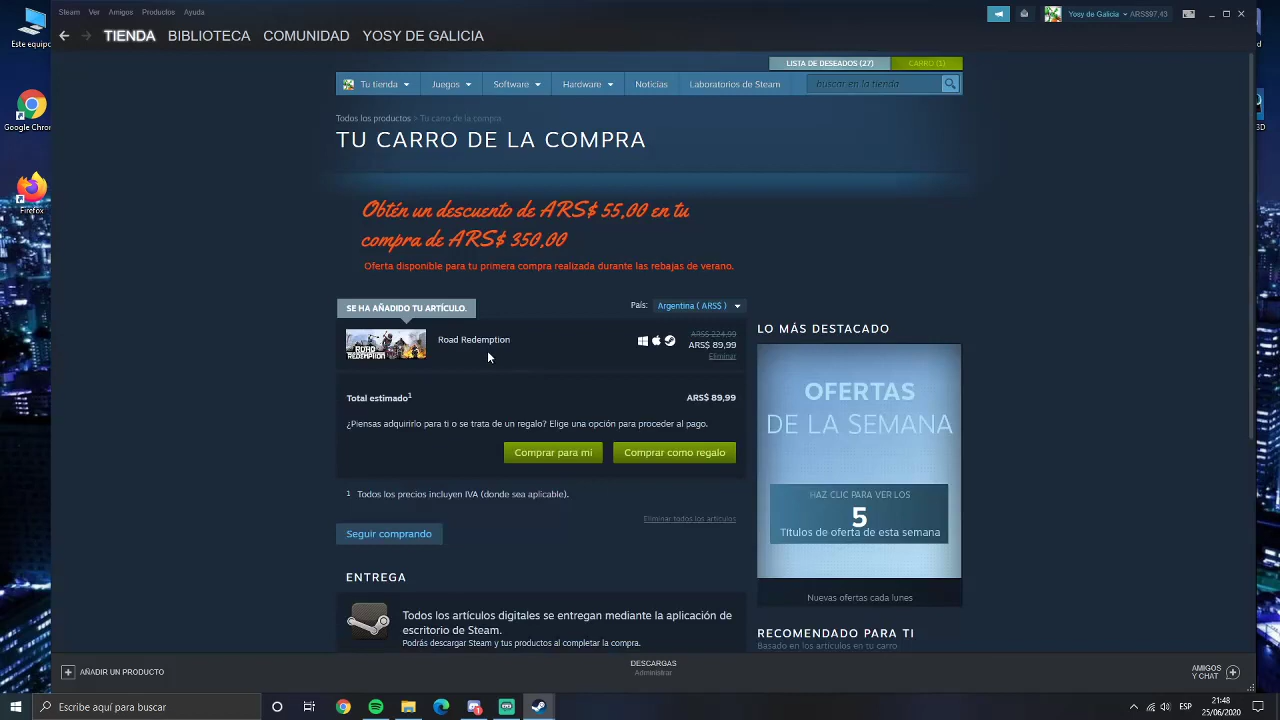 Steam Ver Amigos Productos Ayuda
Yosy de Galicia ARS$97,43
TIENDA BIBLIOTECA COMUNIDAD YOSY DE GALICIA
LISTA DE DESEADOS (27) CARRO (1)
Tu tienda Juegos Software Hardware Noticias Laboratorios de Steam buscar en la tienda
Todos los productos > Tu carro de la compra
TU CARRO DE LA COMPRA
Obtén un descuento de ARS$ 55,00 en tu
compra de ARS$ 350,00
Oferta disponible para tu primera compra realizada durante las rebajas de verano.
SE HA AÑADIDO TU ARTÍCULO.
País: Argentina ( ARS$ )
ROAD REDEMPTION
Road Redemption
ARS$ 224,99
ARS$ 89,99
Eliminar
Total estimado1 ARS$ 89,99
¿Piensas adquirirlo para ti o se trata de un regalo? Elige una opción para proceder al pago.
Comprar para mí Comprar como regalo
1 Todos los precios incluyen IVA (donde sea aplicable).
Eliminar todos los artículos
Seguir comprando
ENTREGA
Todos los artículos digitales se entregan mediante la aplicación de
escritorio de Steam.
Podrás descargar Steam y tus productos al completar la compra.
LO MÁS DESTACADO
OFERTAS
DE LA SEMANA
HAZ CLIC PARA VER LOS
5
Títulos de oferta de esta semana
Nuevas ofertas cada lunes
RECOMENDADO PARA TI
Basado en los artículos en tu carro
AÑADIR UN PRODUCTO
DESCARGAS
Administrar
AMIGOS
Y CHAT
Google Chrome
Firefox
Escribe aquí para buscar
ESP
21:48
25/06/2020